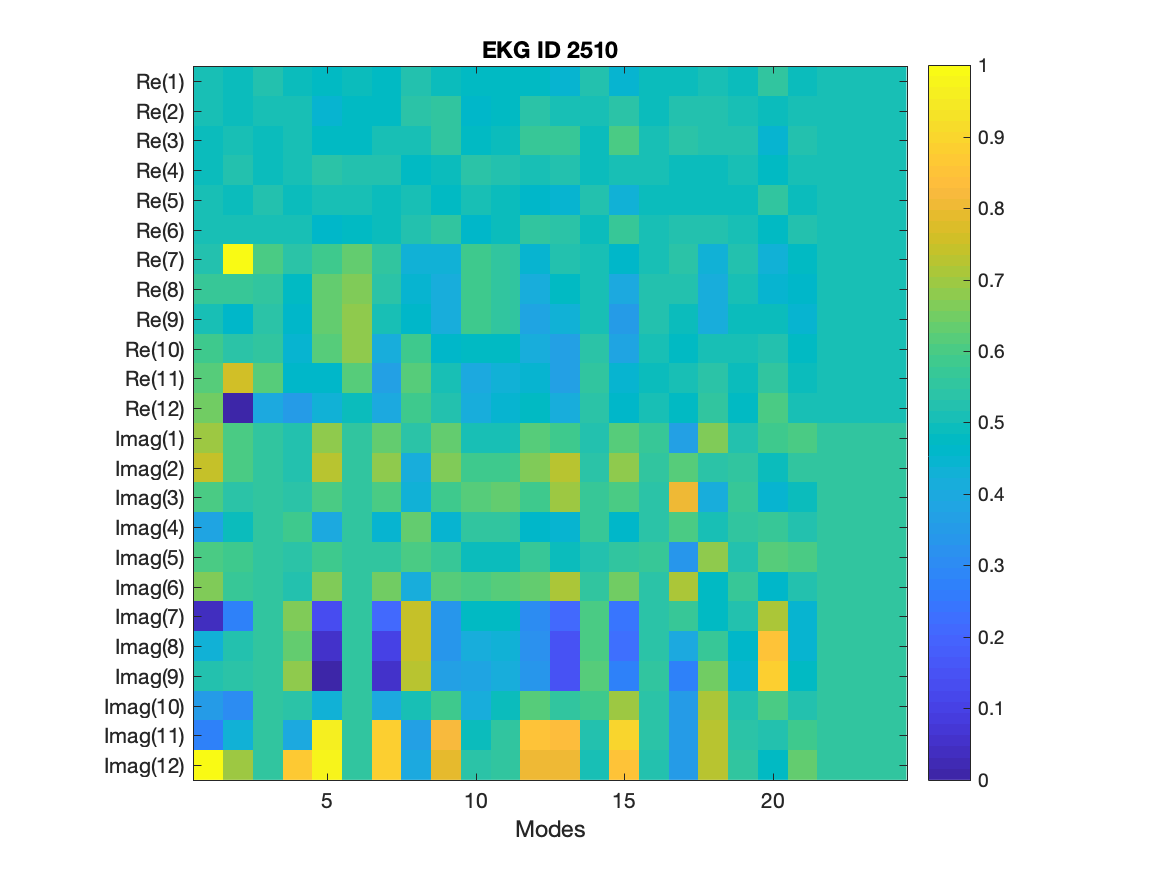 EKG ID 2510
Re(1)
Re(2)
Re(3)
Re(4)
Re(5)
Re(6)
Re(7)
Re(8)
Re(9)
Re(10)
Re(11)
Re(12)
Imag(1)
Imag(2)
Imag(3)
Imag(4)
Imag(5)
Imag(6)
Imag(7)
Imag(8)
Imag(9)
Imag(10)
Imag(11)
Imag(12)
5 10 15 20
Modes
1
0.9
0.8
0.7
0.6
0.5
0.4
0.3
0.2
0.1
0